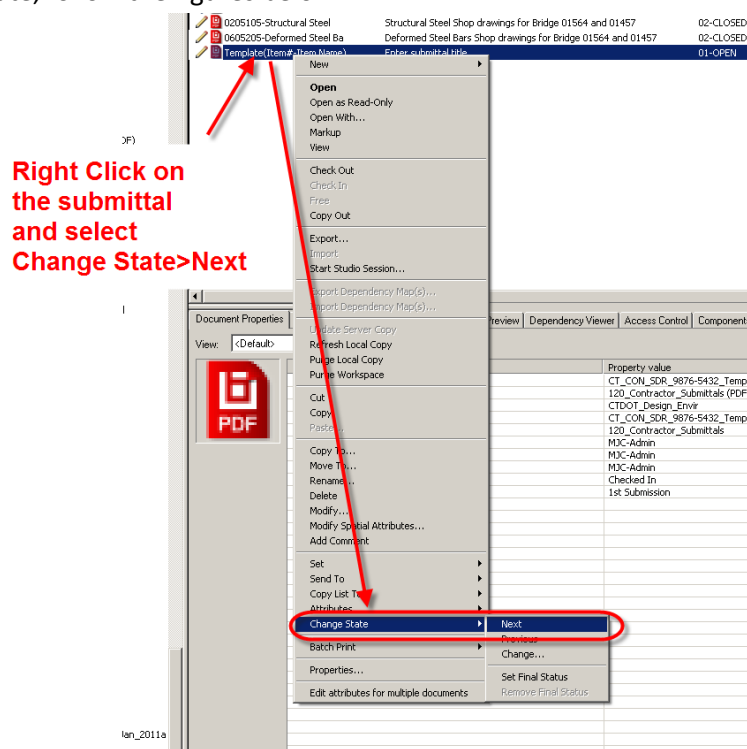 0205105-Structural Steel Structural Steel Shop drawings for Bridge 01564 and 01457 02-CLOSED
0605205-Deformed Steel Ba Deformed Steel Bars Shop drawings for Bridge 01564 and 01457 02-CLOSED
Template(Item#-Item Name) Enter submittal title 01-OPEN
New
Open
Open as Read-Only
Open With...
Markup
View
Right Click on
the submittal
and select
Change State>Next
Check Out
Check In
Free
Copy Out
Export...
Import
Start Studio Session...
Export Dependency Map(s)...
Import Dependency Map(s)...
Update Server Copy
Refresh Local Copy
Purge Local Copy
Purge Workspace
Cut
Copy
Paste...
Copy To...
Move To...
Rename...
Delete
Modify...
Modify Spatial Attributes...
Add Comment
Set
Send To
Copy List To
Attributes
Change State
Batch Print
Properties...
Edit attributes for multiple documents
Next
Previous
Change...
Set Final Status
Remove Final Status
Document Properties
Preview Dependency Viewer Access Control Component
View: <Default>
PDF
Property value
CT_CON_SDR_9876-5432_Temp
120_Contractor_Submittals (PDF
CTDOT_Design_Envir
CT_CON_SDR_9876-5432_Temp
120_Contractor_Submittals
MJC-Admin
MJC-Admin
MJC-Admin
Checked In
1st Submission
Jan_2011a